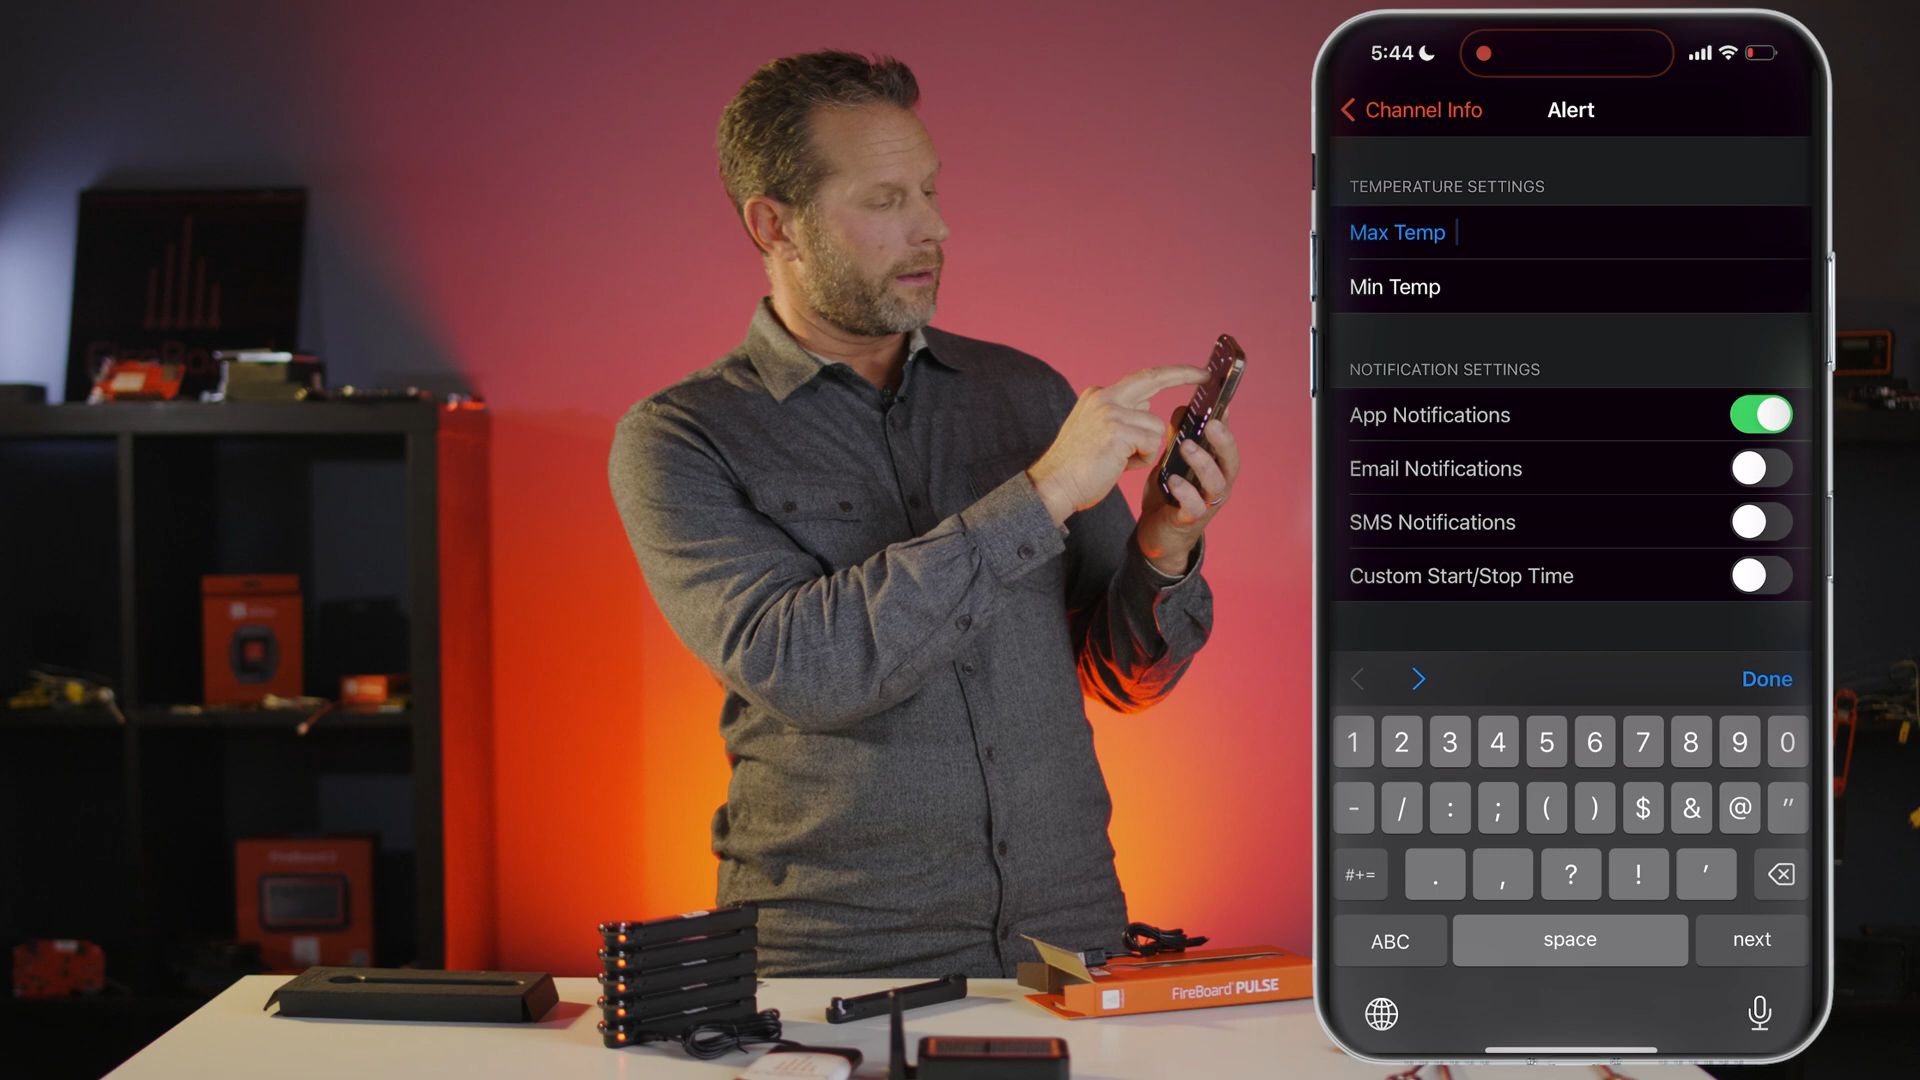 5:44
Channel Info
Alert
TEMPERATURE SETTINGS
Max Temp
Min Temp
NOTIFICATION SETTINGS
App Notifications
Email Notifications
SMS Notifications
Custom Start/Stop Time
Done
1 2 3 4 5 6 7 8 9 0
- / : ; ( ) $ & @ "
#+= . , ? ! '
ABC space next
FireBoard 2
FireBoard PULSE